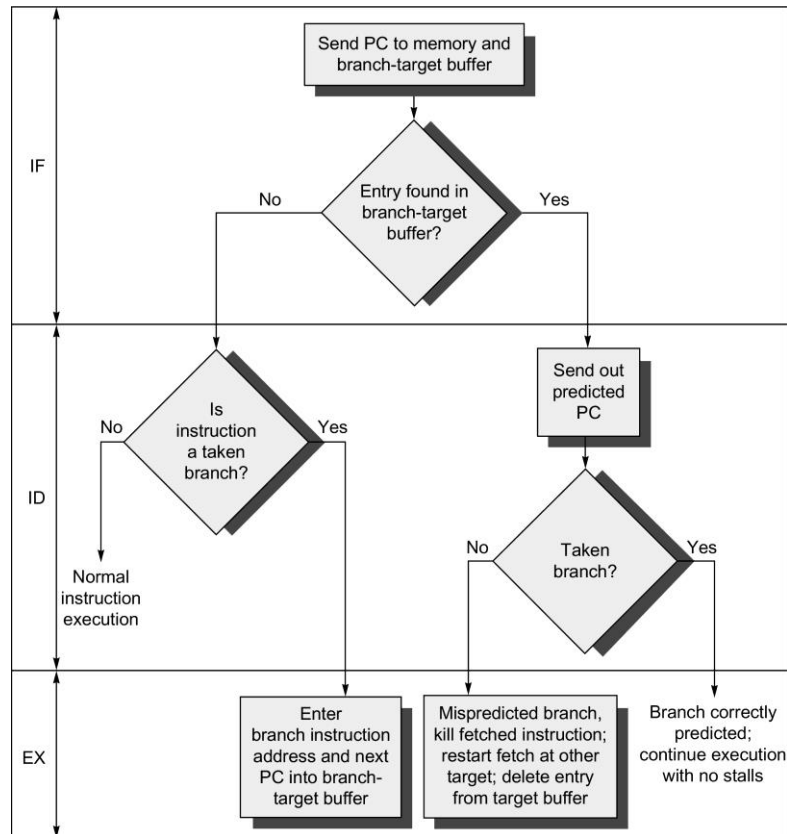 Send PC to memory and
branch-target buffer
IF
No
Entry found in
branch-target
buffer?
Yes
Send out
predicted
PC
No
Is
instruction
a taken
branch?
Yes
ID
No
Taken
branch?
Yes
Normal
instruction
execution
EX
Enter
branch instruction
address and next
PC into branch-
target buffer
Mispredicted branch,
kill fetched instruction;
restart fetch at other
target; delete entry
from target buffer
Branch correctly
predicted;
continue execution
with no stalls